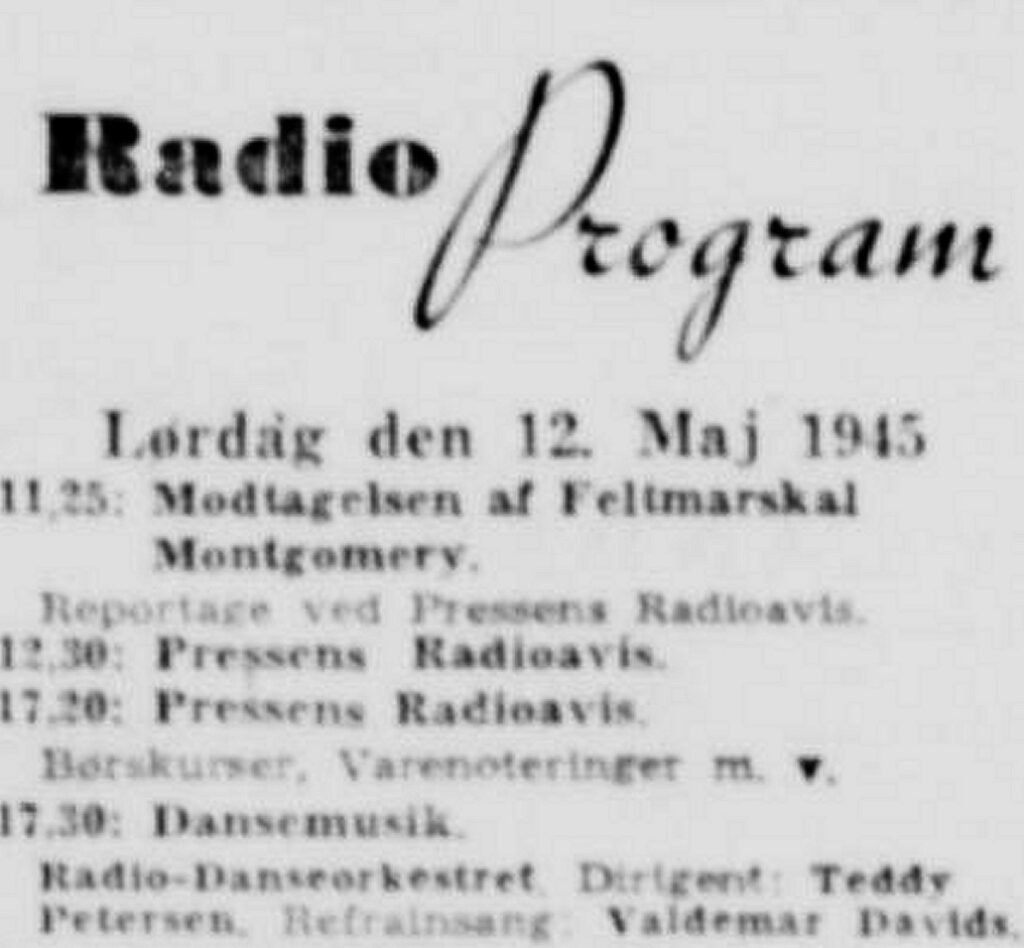 Radio Program
Lørdag den 12. Maj 1945
11,25: Modtagelsen af Feltmarskal
Montgomery.
Reportage ved Pressens Radioavis.
12,30: Pressens Radioavis.
17,20: Pressens Radioavis.
Børskurser, Varenoteringer m. v.
17,30: Dansemusik.
Radio-Danseorkestret. Dirigent: Teddy
Petersen. Refrainsang: Valdemar Davids.